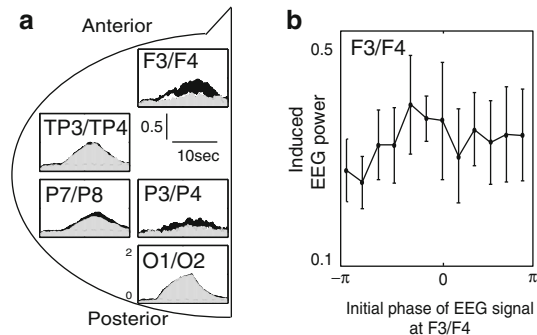 a
Anterior
F3/F4
TP3/TP4
0.5
10sec
P7/P8
P3/P4
2
0
O1/O2
Posterior
b
0.5
F3/F4
Induced
EEG power
0.1
−π
0
π
Initial phase of EEG signal
at F3/F4